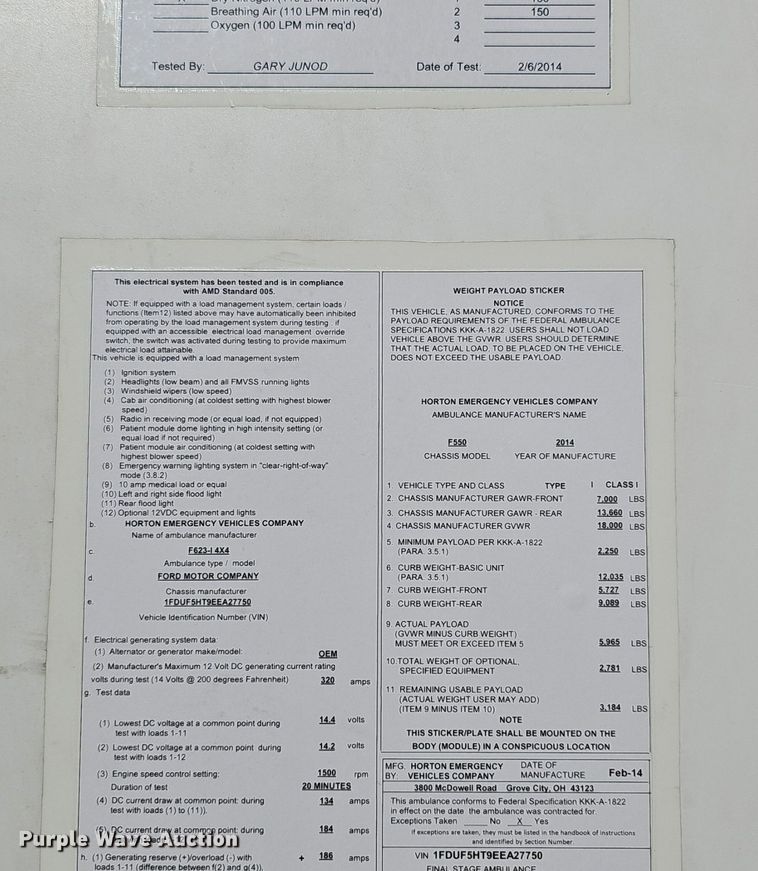 Breathing Air (110 LPM min req'd) 2 150
Oxygen (100 LPM min req'd) 3
4
Tested By: GARY JUNOD Date of Test: 2/6/2014
This electrical system has been tested and is in compliance
with AMD Standard 005.
NOTE: If equipped with a load management system, certain loads /
functions (Item12) listed above may have automatically been inhibited
from operating by the load management system during testing : if
equipped with an accessible electrical load management override
switch, the switch was activated during testing to provide maximum
electrical load attainable.
This vehicle is equipped with a load management system
(1) Ignition system
(2) Headlights (low beam) and all FMVSS running lights
(3) Windshield wipers (low speed)
(4) Cab air conditioning (at coldest setting with highest blower
speed)
(5) Radio in receiving mode (or equal load, if not equipped)
(6) Patient module dome lighting in high intensity setting (or
equal load if not required)
(7) Patient module air conditioning (at coldest setting with
highest blower speed)
(8) Emergency warning lighting system in "clear-right-of-way"
mode (3.8.2)
(9) 10 amp medical load or equal
(10) Left and right side flood light
(11) Rear flood light
(12) Optional 12VDC equipment and lights
b. HORTON EMERGENCY VEHICLES COMPANY
Name of ambulance manufacturer
c. F623-I 4X4
Ambulance type / model
d. FORD MOTOR COMPANY
Chassis manufacturer
e. 1FDUF5HT9EEA27750
Vehicle Identification Number (VIN)
f. Electrical generating system data:
(1) Alternator or generator make/model: OEM
(2) Manufacturer's Maximum 12 Volt DC generating current rating
volts during test (14 Volts @ 200 degrees Fahrenheit) 320 amps
g. Test data
(1) Lowest DC voltage at a common point during 14.4 volts
test with loads 1-11
(2) Lowest DC voltage at a common point during 14.2 volts
test with loads 1-12
(3) Engine speed control setting: 1500 rpm
Duration of test 20 MINUTES
(4) DC current draw at common point: during 134 amps
test with loads (1) to (11)).
(5) DC current draw at common point: during 184 amps
h. (1) Generating reserve (+)/overload (-) with + 186 amps
loads 1-11 (difference between f(2) and g(4)).
WEIGHT PAYLOAD STICKER
NOTICE
THIS VEHICLE, AS MANUFACTURED, CONFORMS TO THE
PAYLOAD REQUIREMENTS OF THE FEDERAL AMBULANCE
SPECIFICATIONS KKK-A-1822 USERS SHALL NOT LOAD
VEHICLE ABOVE THE GVWR USERS SHOULD DETERMINE
THAT THE ACTUAL LOAD, TO BE PLACED ON THE VEHICLE,
DOES NOT EXCEED THE USABLE PAYLOAD
HORTON EMERGENCY VEHICLES COMPANY
AMBULANCE MANUFACTURER'S NAME
F550 2014
CHASSIS MODEL YEAR OF MANUFACTURE
1 VEHICLE TYPE AND CLASS TYPE I CLASS I
2. CHASSIS MANUFACTURER GAWR-FRONT 7,000 LBS
3. CHASSIS MANUFACTURER GAWR - REAR 13,660 LBS
4 CHASSIS MANUFACTURER GVWR 18,000 LBS
5. MINIMUM PAYLOAD PER KKK-A-1822
(PARA. 3.5.1) 2,250 LBS
6. CURB WEIGHT-BASIC UNIT
(PARA 3.5.1) 12,035 LBS
7 CURB WEIGHT-FRONT 5,727 LBS
8 CURB WEIGHT-REAR 9,089 LBS
9. ACTUAL PAYLOAD
(GVWR MINUS CURB WEIGHT)
MUST MEET OR EXCEED ITEM 5 5,965 LBS
10. TOTAL WEIGHT OF OPTIONAL,
SPECIFIED EQUIPMENT 2,781 LBS
11 REMAINING USABLE PAYLOAD
(ACTUAL WEIGHT USER MAY ADD)
(ITEM 9 MINUS ITEM 10) 3,184 LBS
NOTE
THIS STICKER/PLATE SHALL BE MOUNTED ON THE
BODY (MODULE) IN A CONSPICUOUS LOCATION
MFG. HORTON EMERGENCY DATE OF
BY: VEHICLES COMPANY MANUFACTURE Feb-14
3800 McDowell Road Grove City, OH 43123
This ambulance conforms to Federal Specification KKK-A-1822
in effect on the date the ambulance was contracted for.
Exceptions Taken No X Yes
If exceptions are taken, they must be listed in the handbook of instructions
and identified by Section Number.
VIN 1FDUF5HT9EEA27750
FINAL STAGE AMBULANCE
Purple Wave Auction